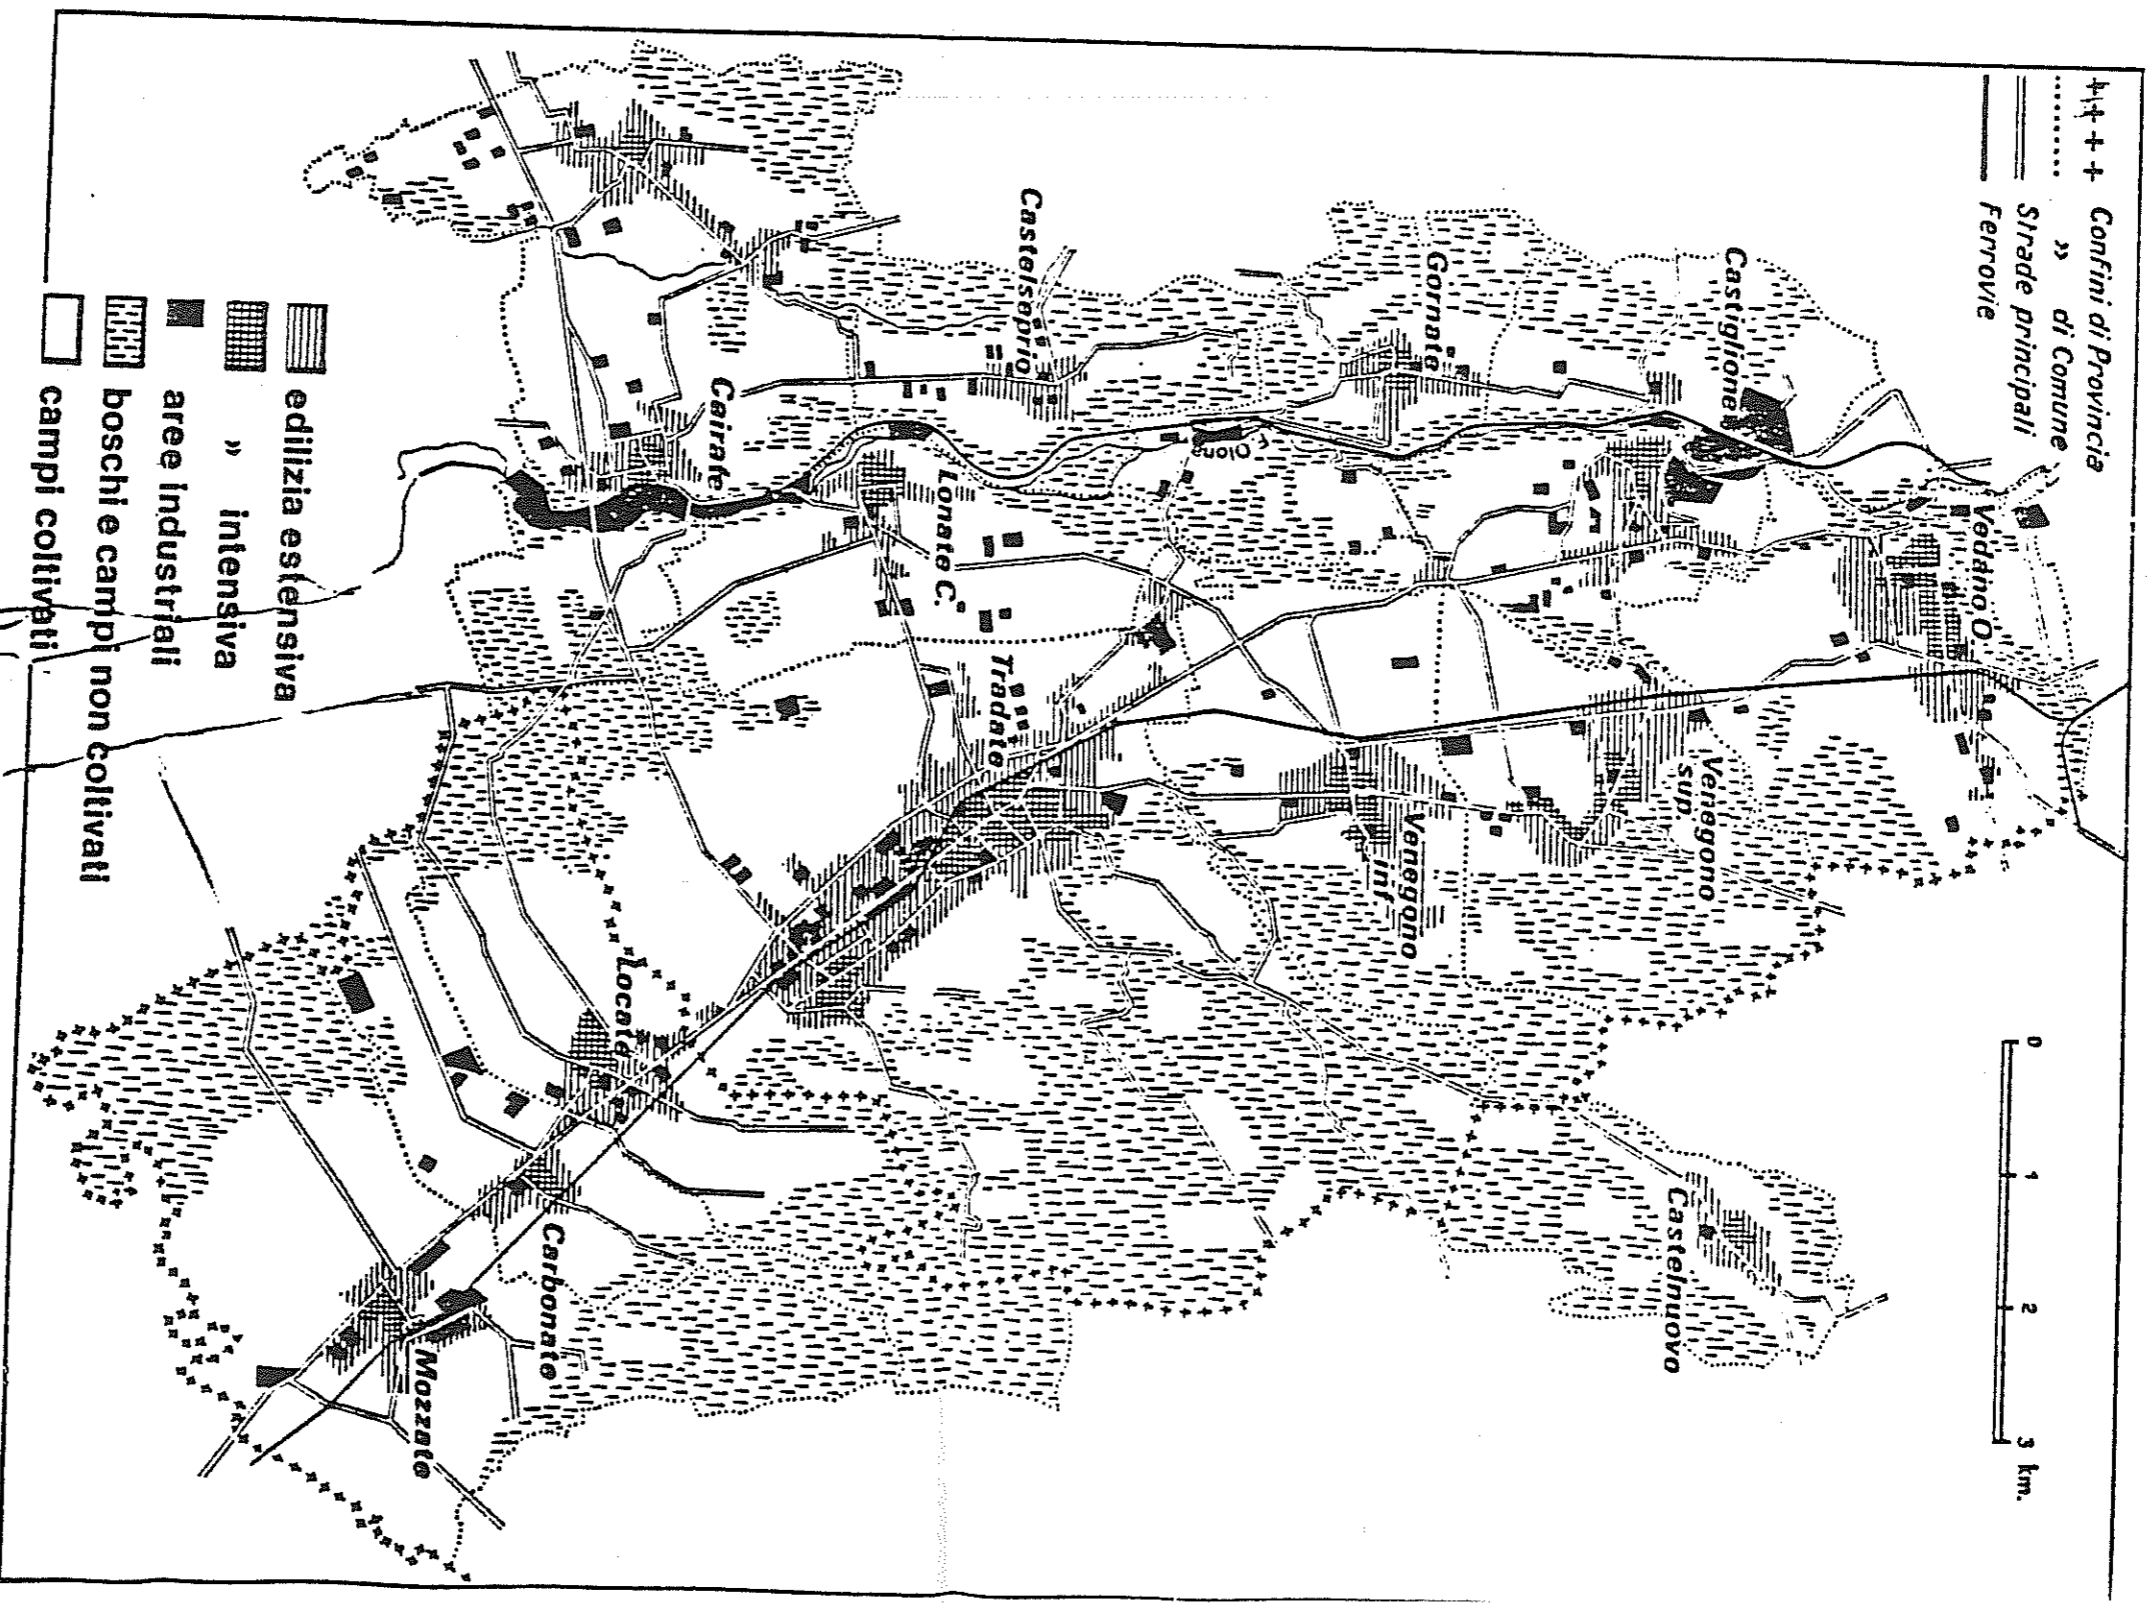 +++ + Confini di Provincia
........ » di Comune
Strade principali
Ferrovie
0 1 2 3 km.
Vedano O.
Castiglione
Venegono
sup.
Gornate
Venegono
inf.
Castelnuovo
F. Olona
Castelseprio
Lonate C.
Tradate
Cairate
Locate
Carbonate
Mozzate
edilizia estensiva
» intensiva
aree industriali
boschi e campi non coltivati
campi coltivati